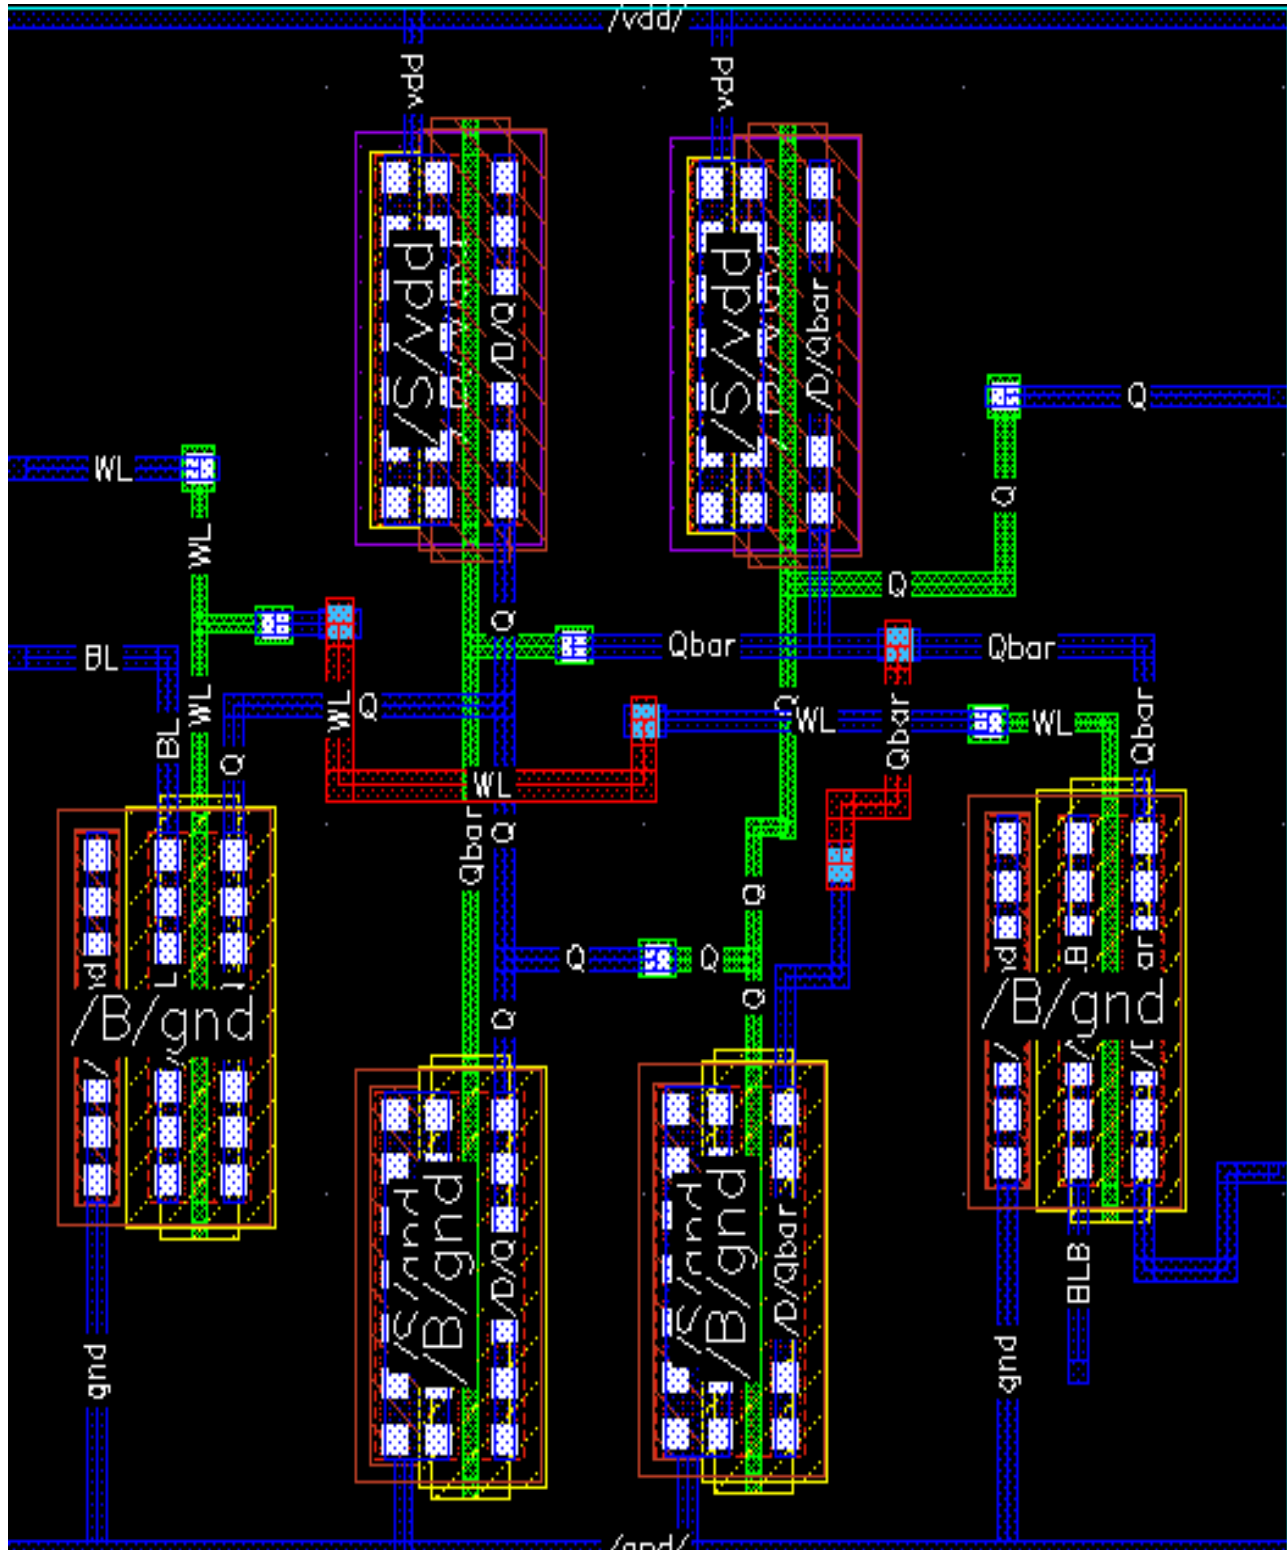 /vdd/
vdd
vdd
/S/vdd
/D/Q
/S/vdd
/D/Qbar
Q
WL
Q
WL
Q
Q
BL
Qbar
Qbar
WL
BL
Q
WL
Q
Q
WL
Qbar
WL
Qbar
WL
Q
Qbar
Q
Q
Q
Q
Q
/B/gnd
/B/gnd
Q
/B/gnd
/D/Q
/B/gnd
/D/Qbar
BLB
gnd
gnd
/gnd/